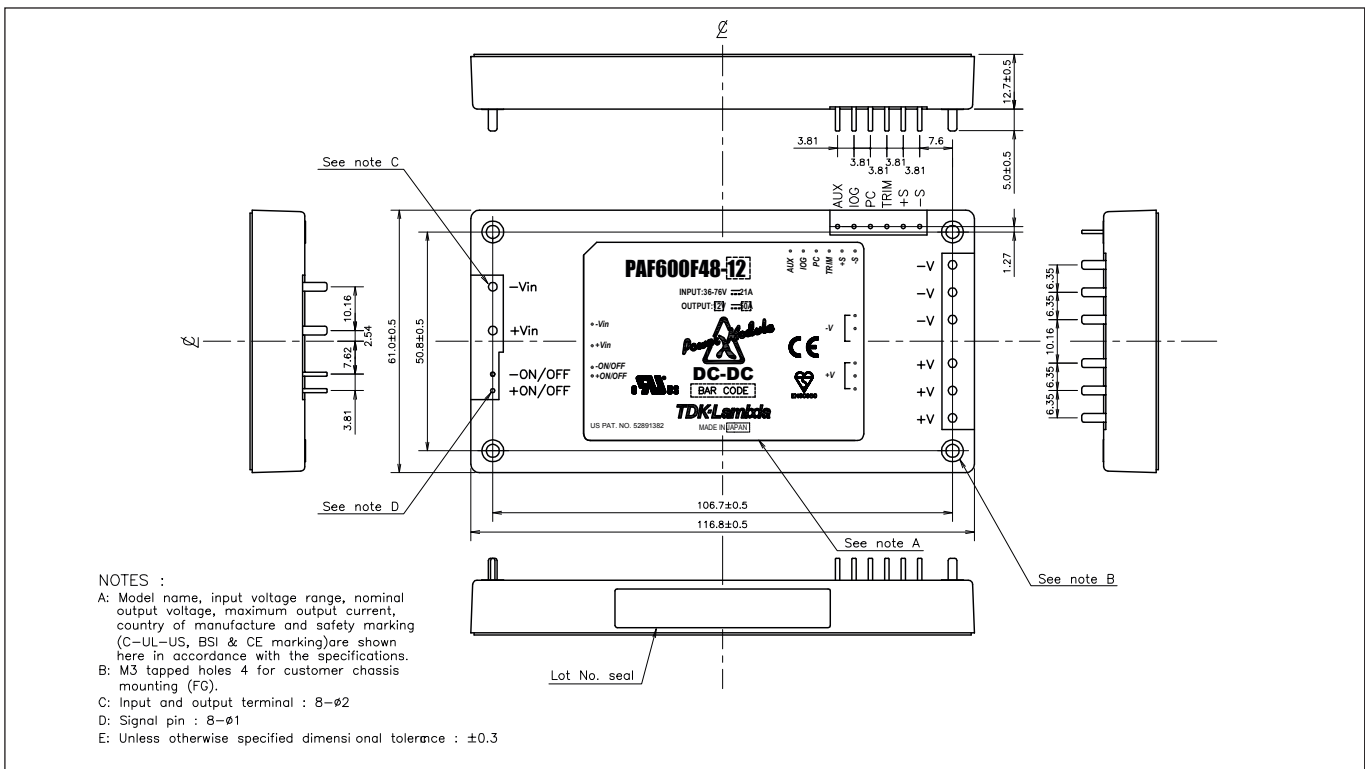 12.7±0.5
3.81
7.6
3.81
3.81
3.81
3.81
5.0±0.5
See note C
AUX
IOG
PC
TRIM
+S
-S
1.27
PAF600F48-12
AUX
IOG
PC
TRIM
+S
-S
INPUT:36-76V ⎓21A
OUTPUT:12V ⎓50A
-Vin
+Vin
-ON/OFF
+ON/OFF
Power Module
DC-DC
BAR CODE
-V
+V
CE
TDK-Lambda
US PAT. NO. 52891382
MADE IN JAPAN
−Vin
+Vin
−ON/OFF
+ON/OFF
−V
−V
−V
+V
+V
+V
10.16
2.54
7.62
3.81
61.0±0.5
50.8±0.5
6.35
6.35
10.16
6.35
6.35
See note D
106.7±0.5
116.8±0.5
See note A
See note B
Lot No. seal
NOTES :
A: Model name, input voltage range, nominal
output voltage, maximum output current,
country of manufacture and safety marking
(C−UL−US, BSI & CE marking)are shown
here in accordance with the specifications.
B: M3 tapped holes 4 for customer chassis
mounting (FG).
C: Input and output terminal : 8−ø2
D: Signal pin : 8−ø1
E: Unless otherwise specified dimensi onal tolerance : ±0.3